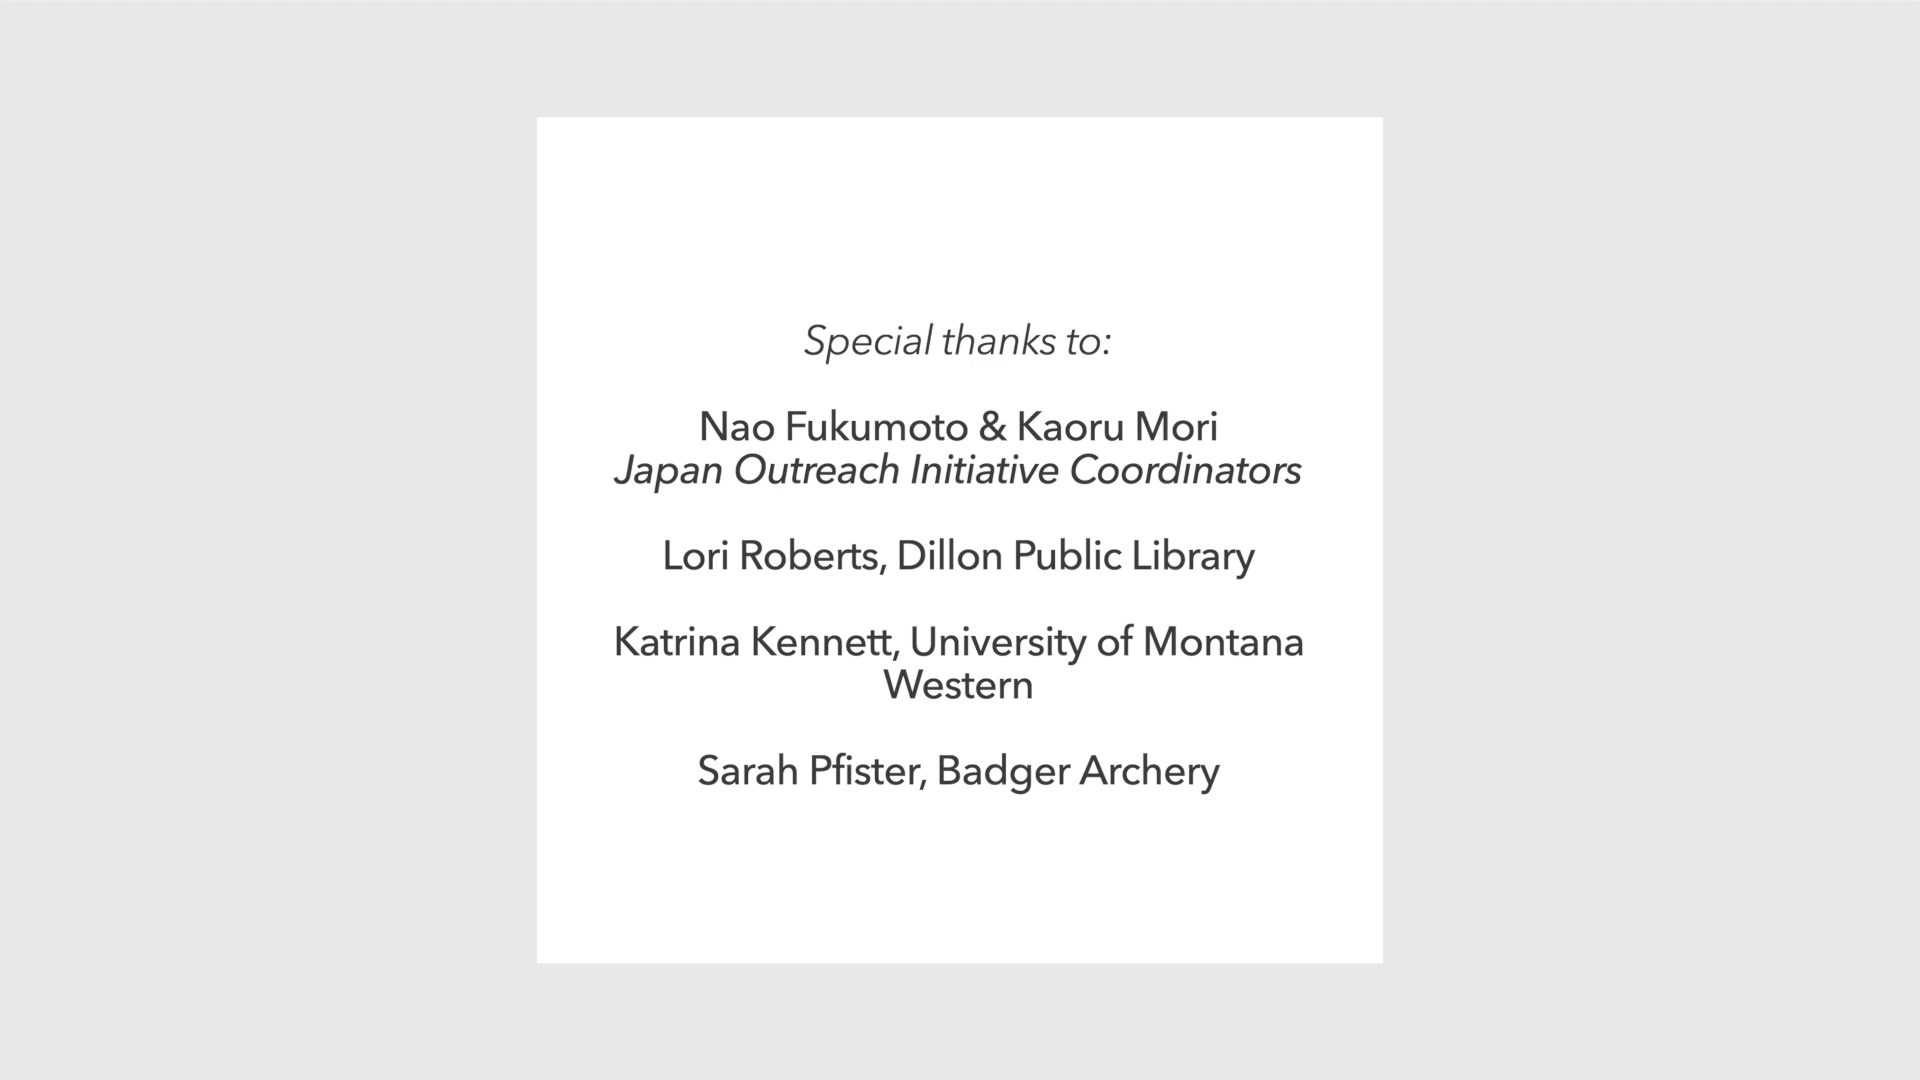 Special thanks to:
Nao Fukumoto & Kaoru Mori
Japan Outreach Initiative Coordinators
Lori Roberts, Dillon Public Library
Katrina Kennett, University of Montana
Western
Sarah Pfister, Badger Archery